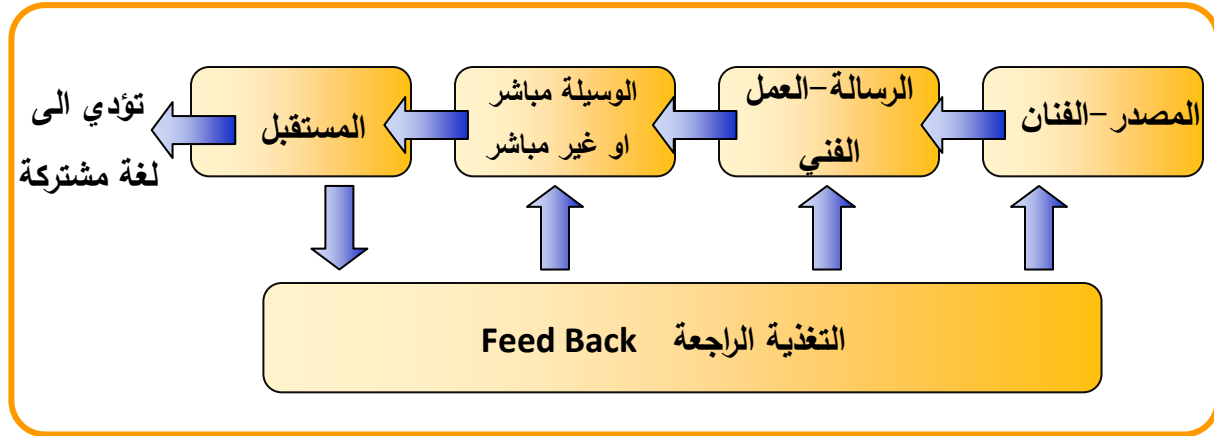 المصدر-الفنان
الرسالة-العمل
الفني
الوسيلة مباشر
او غير مباشر
المستقبل
تؤدي الى
لغة مشتركة
التغذية الراجعة Feed Back